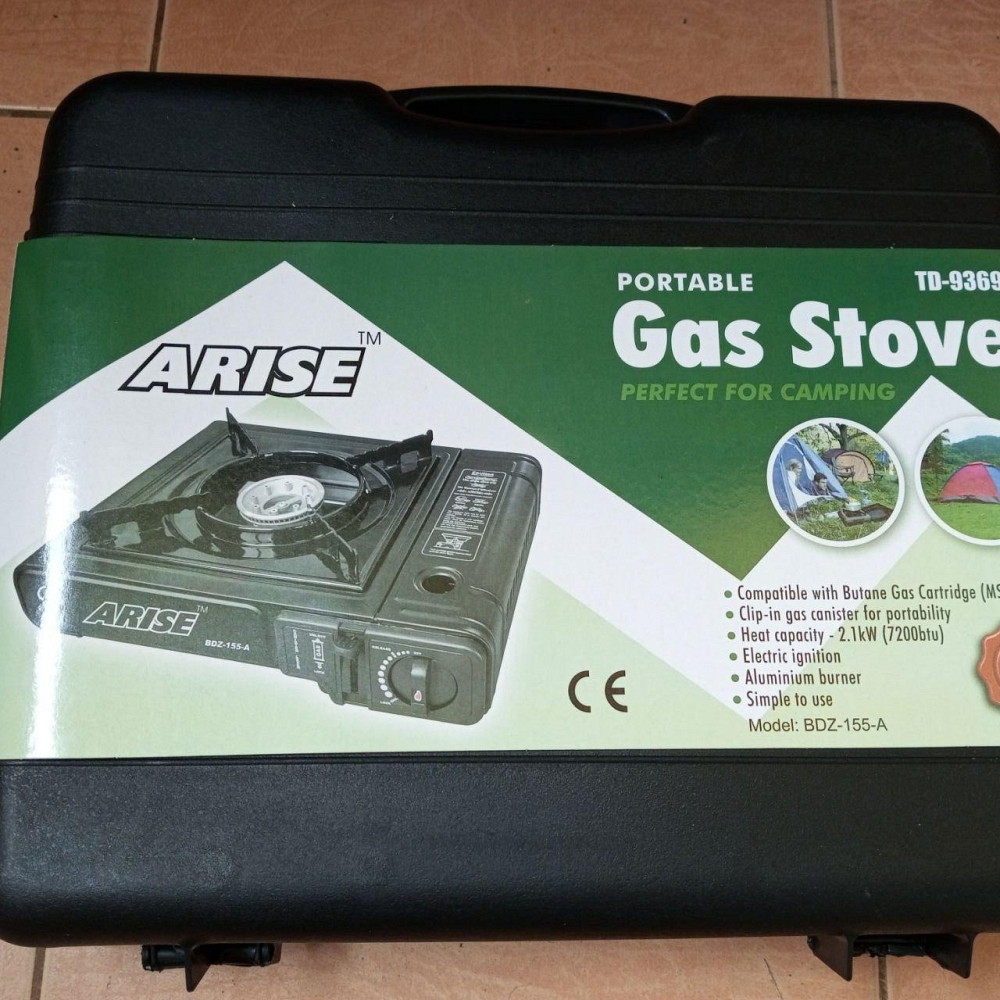 PORTABLE
TD-9369
Gas Stove
PERFECT FOR CAMPING
ARISE™
ARISE™
BDZ-155-A
• Compatible with Butane Gas Cartridge (MS
• Clip-in gas canister for portability
• Heat capacity - 2.1kW (7200btu)
• Electric ignition
• Aluminium burner
• Simple to use
Model: BDZ-155-A
CE